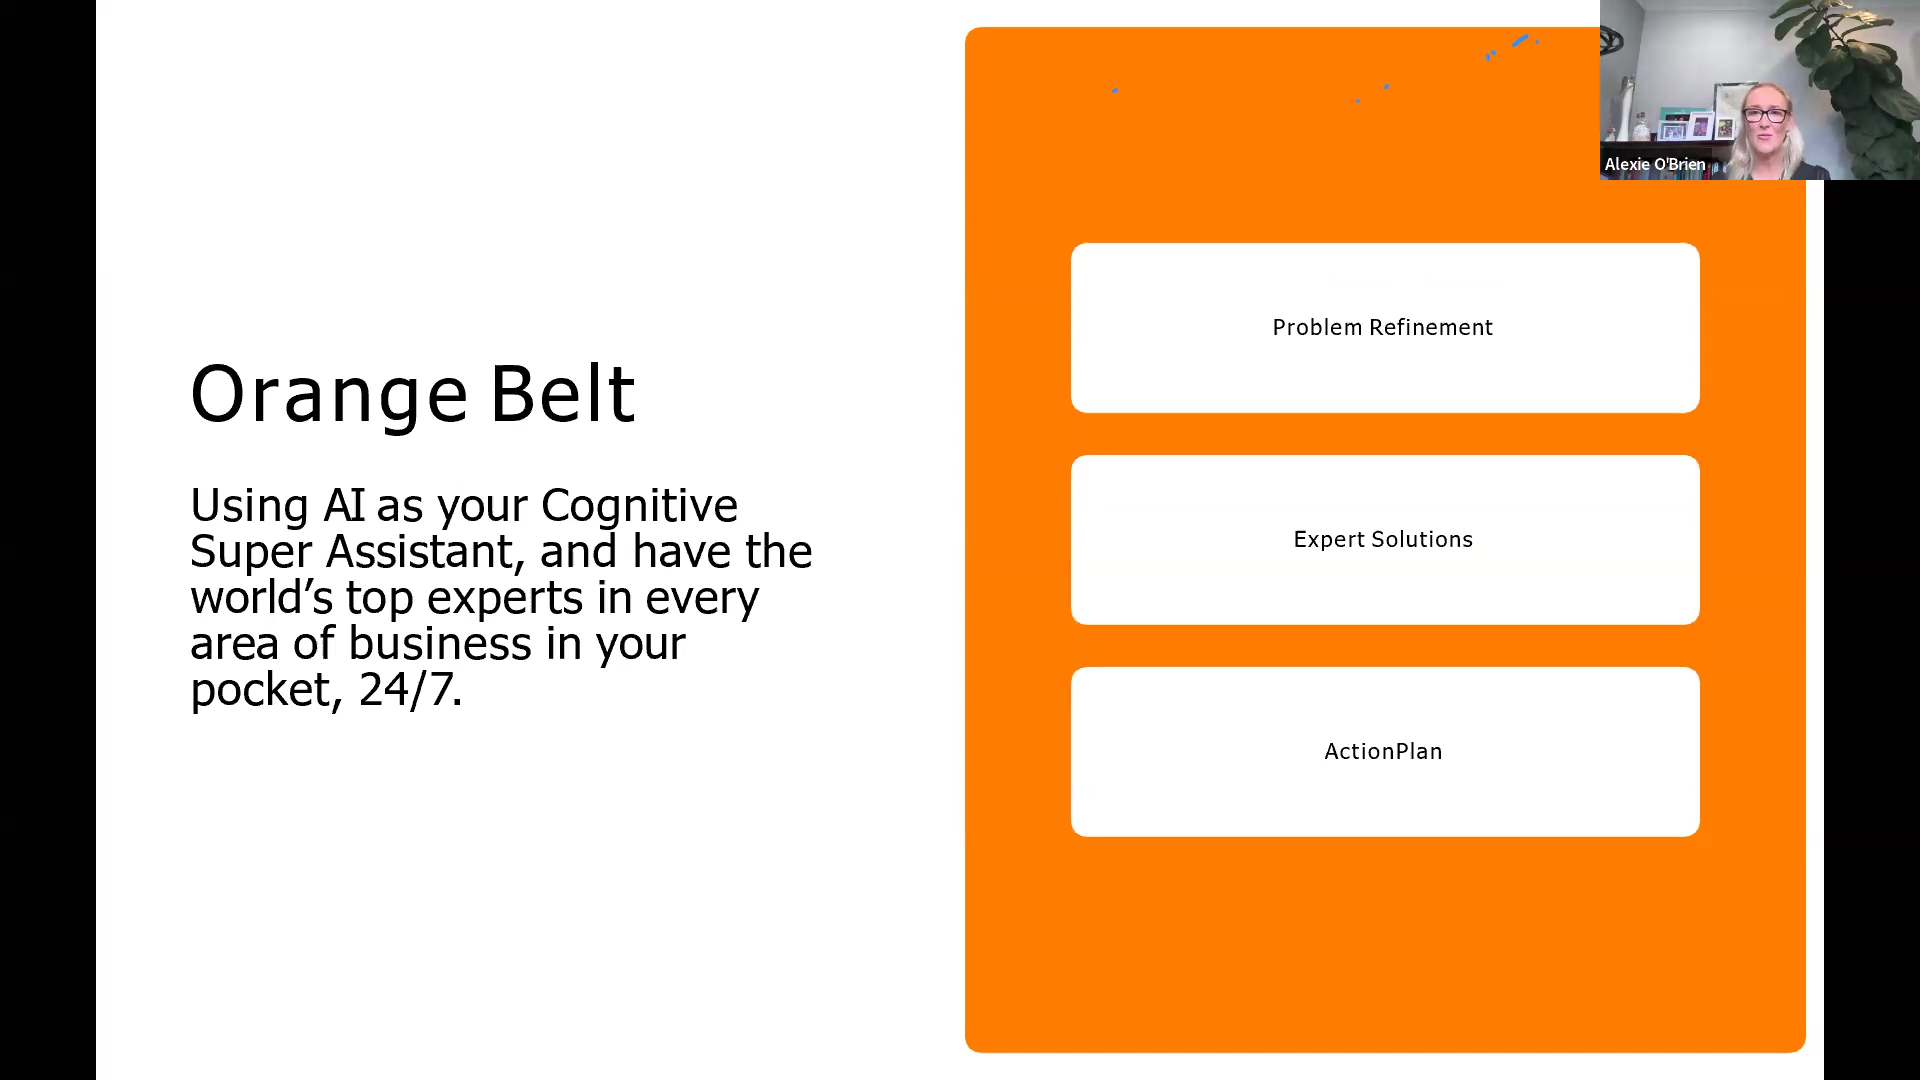 Orange Belt
Using AI as your Cognitive
Super Assistant, and have the
world’s top experts in every
area of business in your
pocket, 24/7.
Problem Refinement
Expert Solutions
ActionPlan
Alexie O'Brien